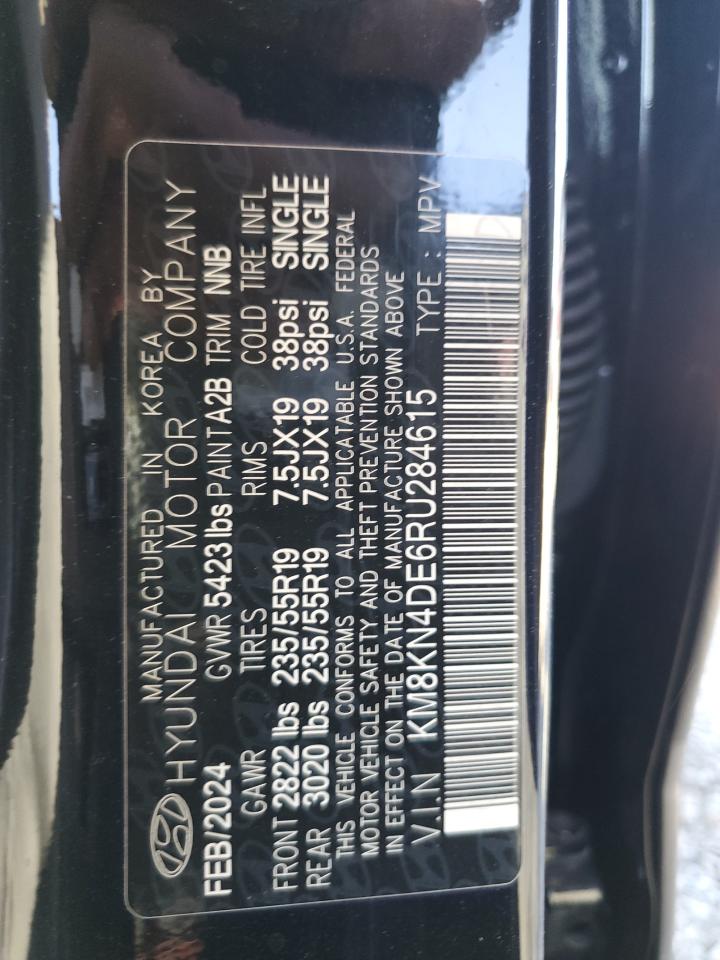 MANUFACTURED IN KOREA BY
HYUNDAI MOTOR COMPANY
FEB/2024 GVWR 5423 lbs PAINT A2B TRIM NNB
GAWR TIRES RIMS COLD TIRE INFL
FRONT 2822 lbs 235/55R19 7.5JX19 38psi SINGLE
REAR 3020 lbs 235/55R19 7.5JX19 38psi SINGLE
THIS VEHICLE CONFORMS TO ALL APPLICATABLE U.S.A. FEDERAL
MOTOR VEHICLE SAFETY AND THEFT PREVENTION STANDARDS
IN EFFECT ON THE DATE OF MANUFACTURE SHOWN ABOVE
V.I.N KM8KN4DE6RU284615 TYPE : MPV